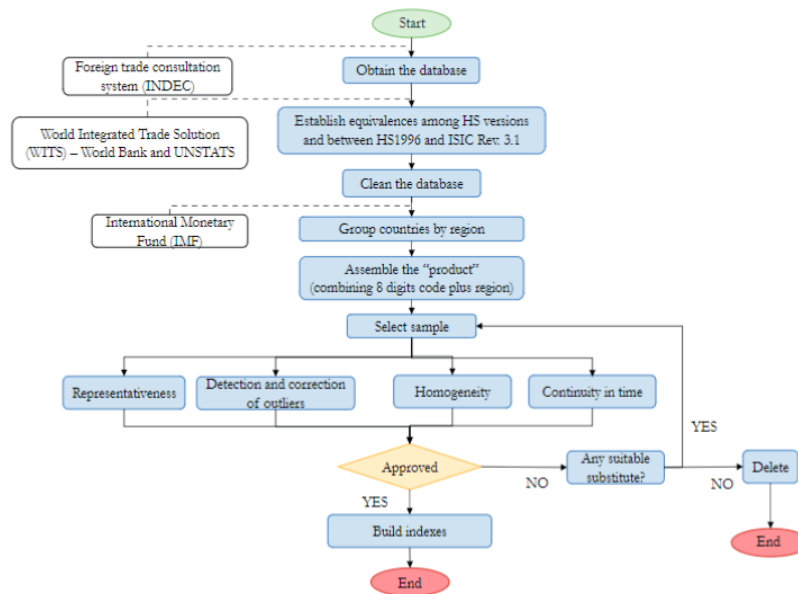 Start
Foreign trade consultation
system (INDEC)
Obtain the database
World Integrated Trade Solution
(WITS) – World Bank and UNSTATS
Establish equivalences among HS versions
and between HS1996 and ISIC Rev. 3.1
Clean the database
International Monetary
Fund (IMF)
Group countries by region
Assemble the “product”
(combining 8 digits code plus region)
Select sample
Representativeness
Detection and correction
of outliers
Homogeneity
Continuity in time
YES
Approved
NO
Any suitable
substitute?
NO
Delete
YES
Build indexes
End
End